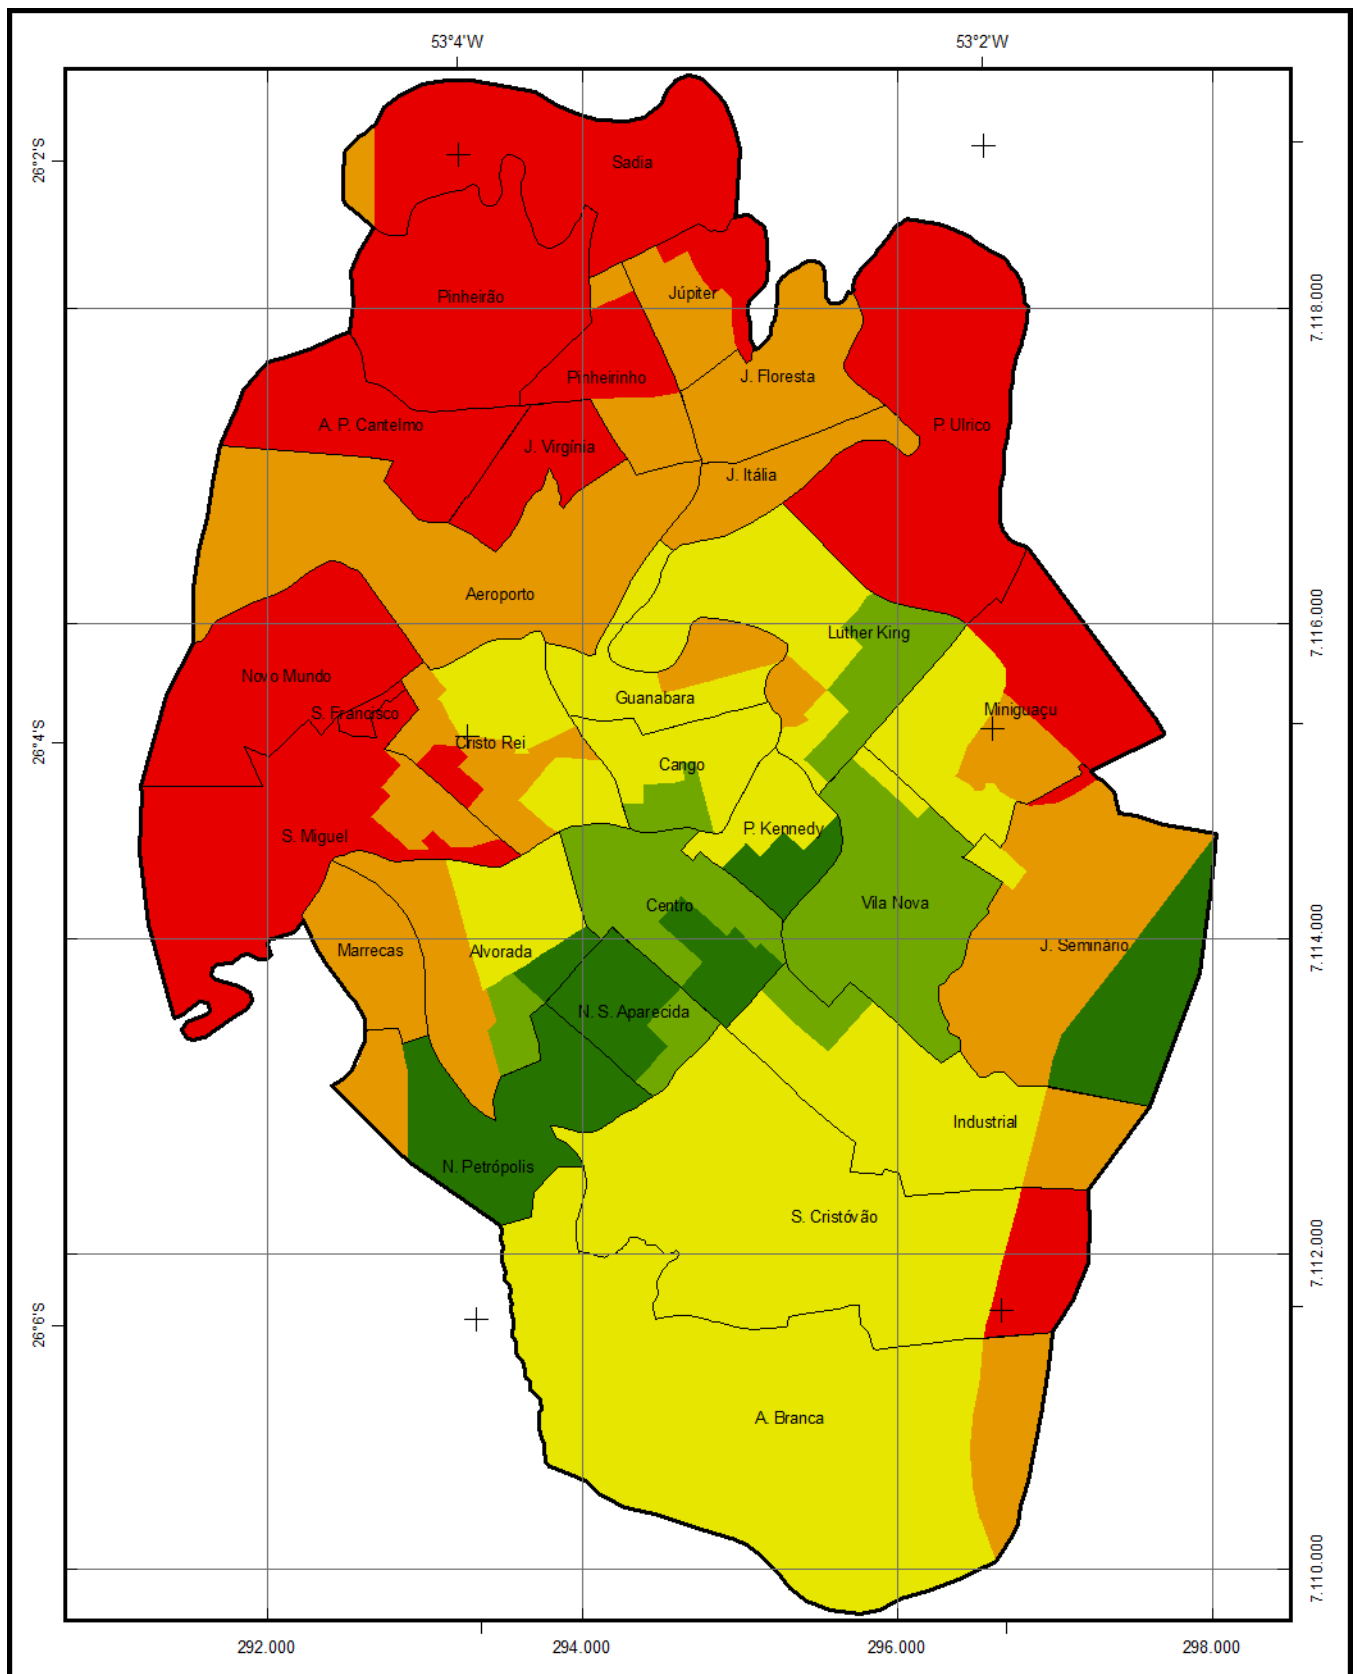 53°4'W
53°2'W
26°2'S
Sadia
Pinheirão
Júpiter
7.118.000
Pinheirinho
J. Floresta
A. P. Cantelmo
J. Virgínia
P. Ulrico
J. Itália
Aeroporto
7.116.000
Luther King
Novo Mundo
Guanabara
S. Francisco
Miniguaçu
26°4'S
Cristo Rei
Cango
S. Miguel
P. Kennedy
Centro
Vila Nova
7.114.000
Marrecas
Alvorada
J. Seminário
N. S. Aparecida
Industrial
N. Petrópolis
S. Cristóvão
7.112.000
26°6'S
A. Branca
7.110.000
292.000
294.000
296.000
298.000